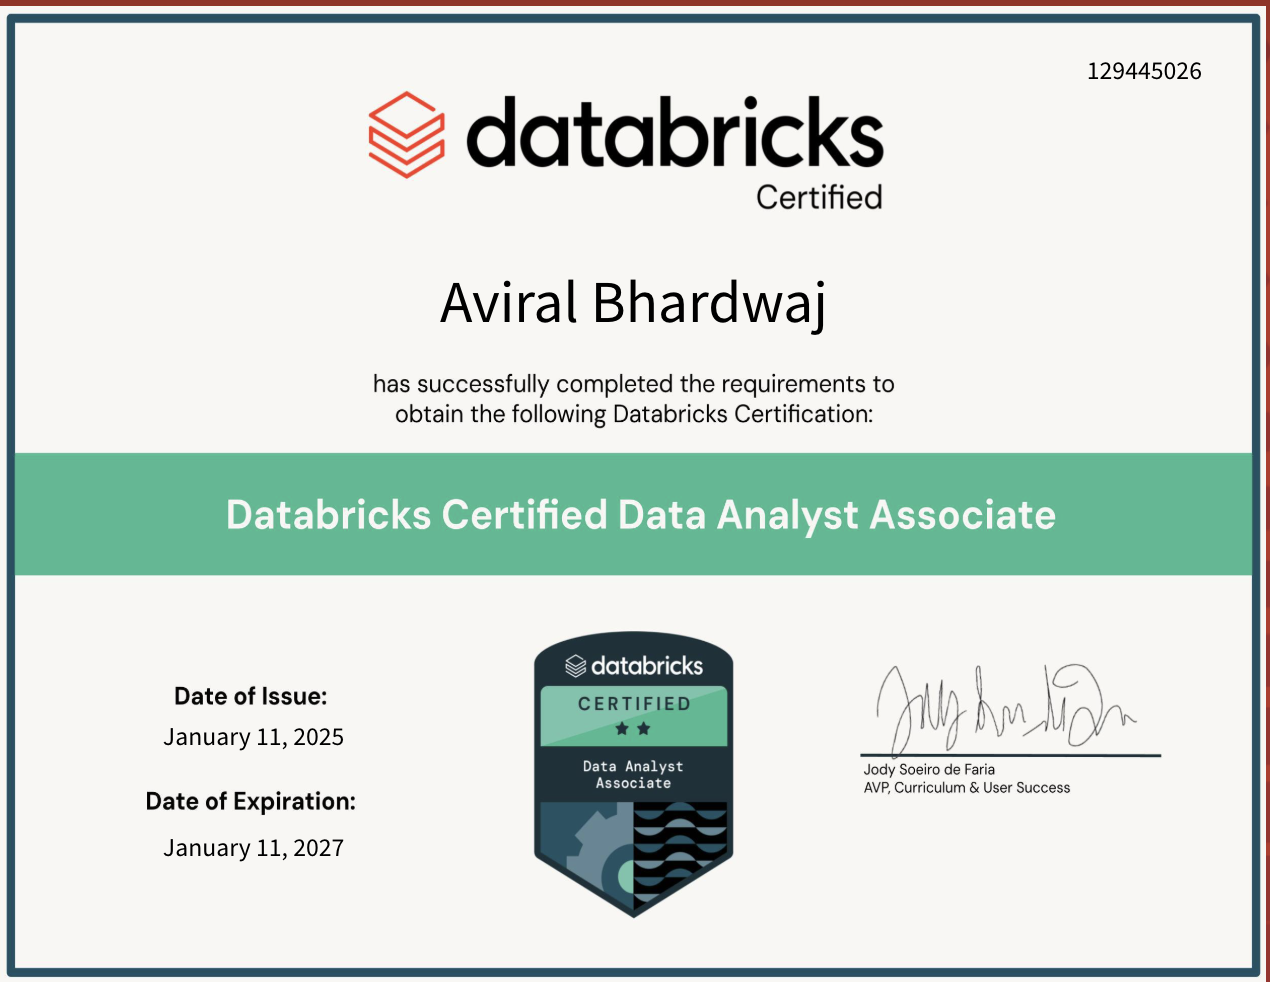 129445026
databricks
Certified
Aviral Bhardwaj
has successfully completed the requirements to
obtain the following Databricks Certification:
Databricks Certified Data Analyst Associate
Date of Issue:
January 11, 2025
Date of Expiration:
January 11, 2027
databricks
CERTIFIED
Data Analyst
Associate
Jody Soeiro de Faria
AVP, Curriculum & User Success